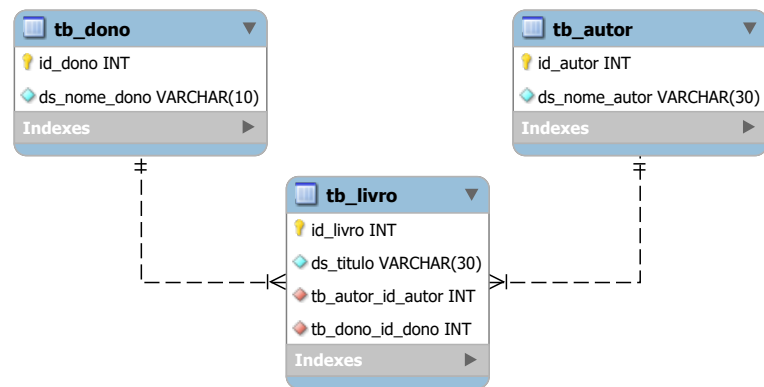 tb_dono
id_dono INT
ds_nome_dono VARCHAR(10)
Indexes
tb_autor
id_autor INT
ds_nome_autor VARCHAR(30)
Indexes
tb_livro
id_livro INT
ds_titulo VARCHAR(30)
tb_autor_id_autor INT
tb_dono_id_dono INT
Indexes